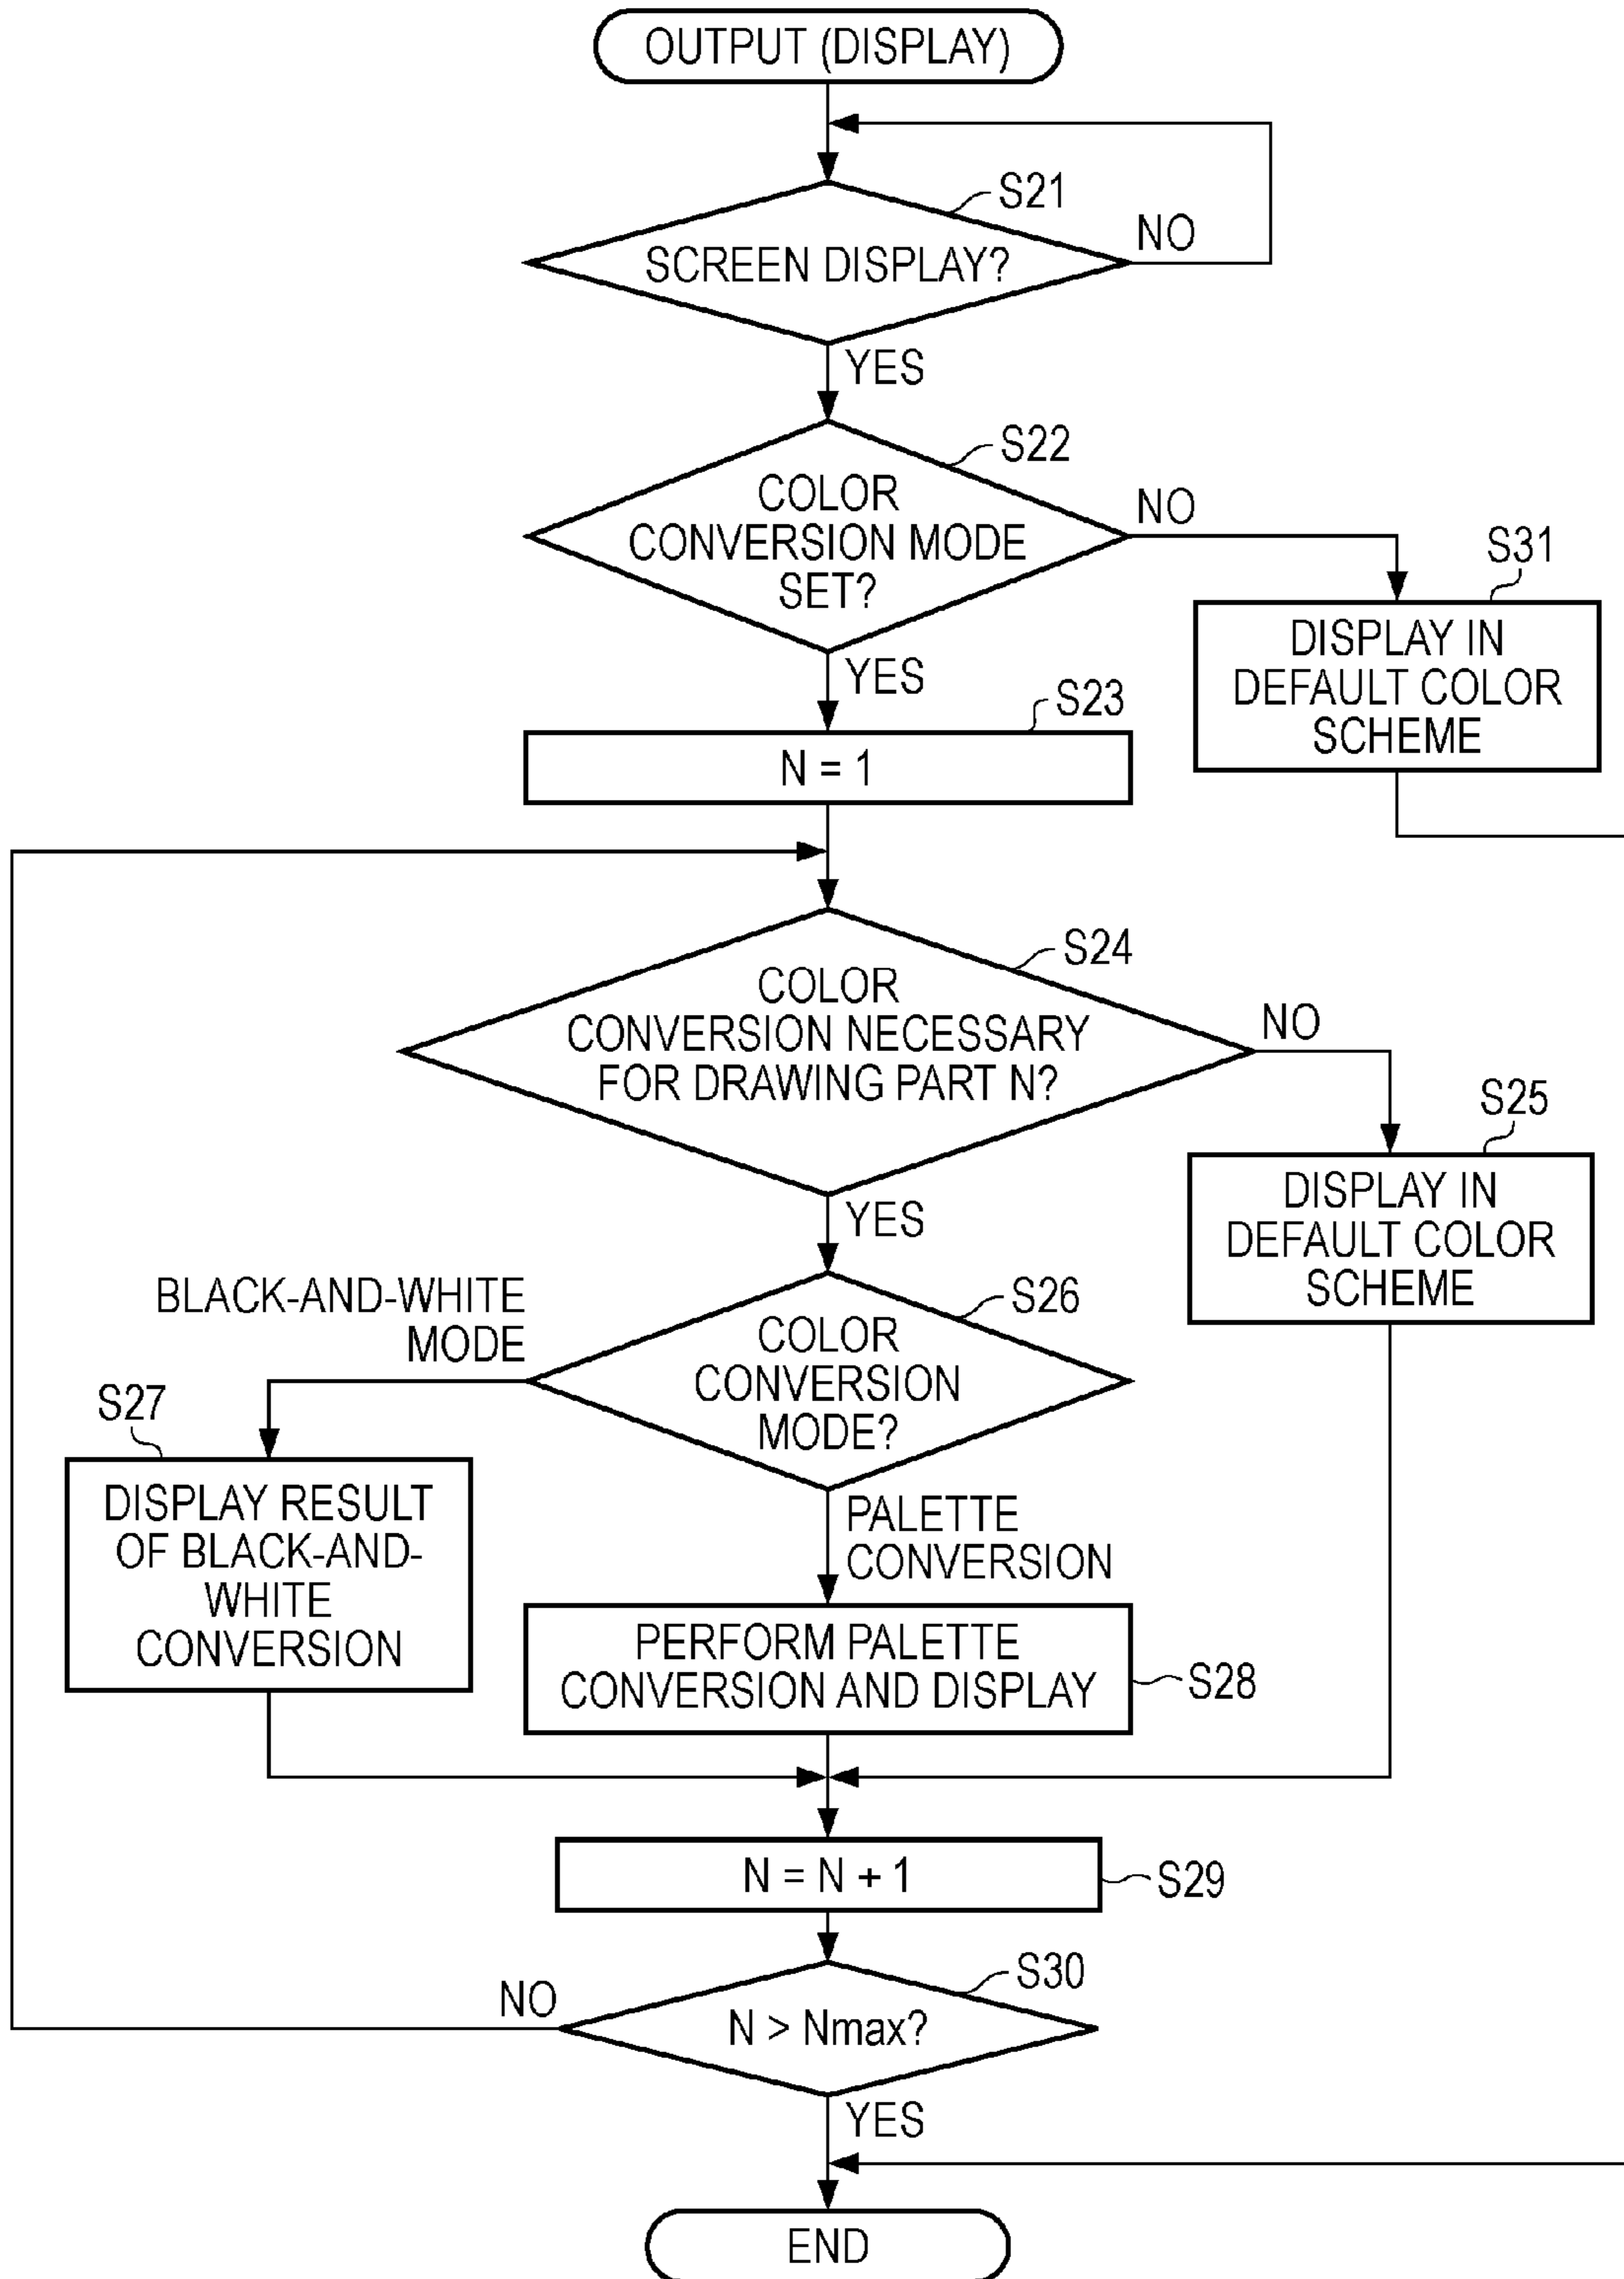 OUTPUT (DISPLAY)
S21
NO
SCREEN DISPLAY?
YES
S22
COLOR
CONVERSION MODE
SET?
NO
S31
DISPLAY IN
DEFAULT COLOR
SCHEME
YES
S23
N = 1
S24
COLOR
CONVERSION NECESSARY
FOR DRAWING PART N?
NO
S25
DISPLAY IN
DEFAULT COLOR
SCHEME
YES
BLACK-AND-WHITE
MODE
S26
COLOR
CONVERSION
MODE?
S27
DISPLAY RESULT
OF BLACK-AND-
WHITE
CONVERSION
PALETTE
CONVERSION
PERFORM PALETTE
CONVERSION AND DISPLAY
S28
N = N + 1
S29
S30
NO
N > Nmax?
YES
END